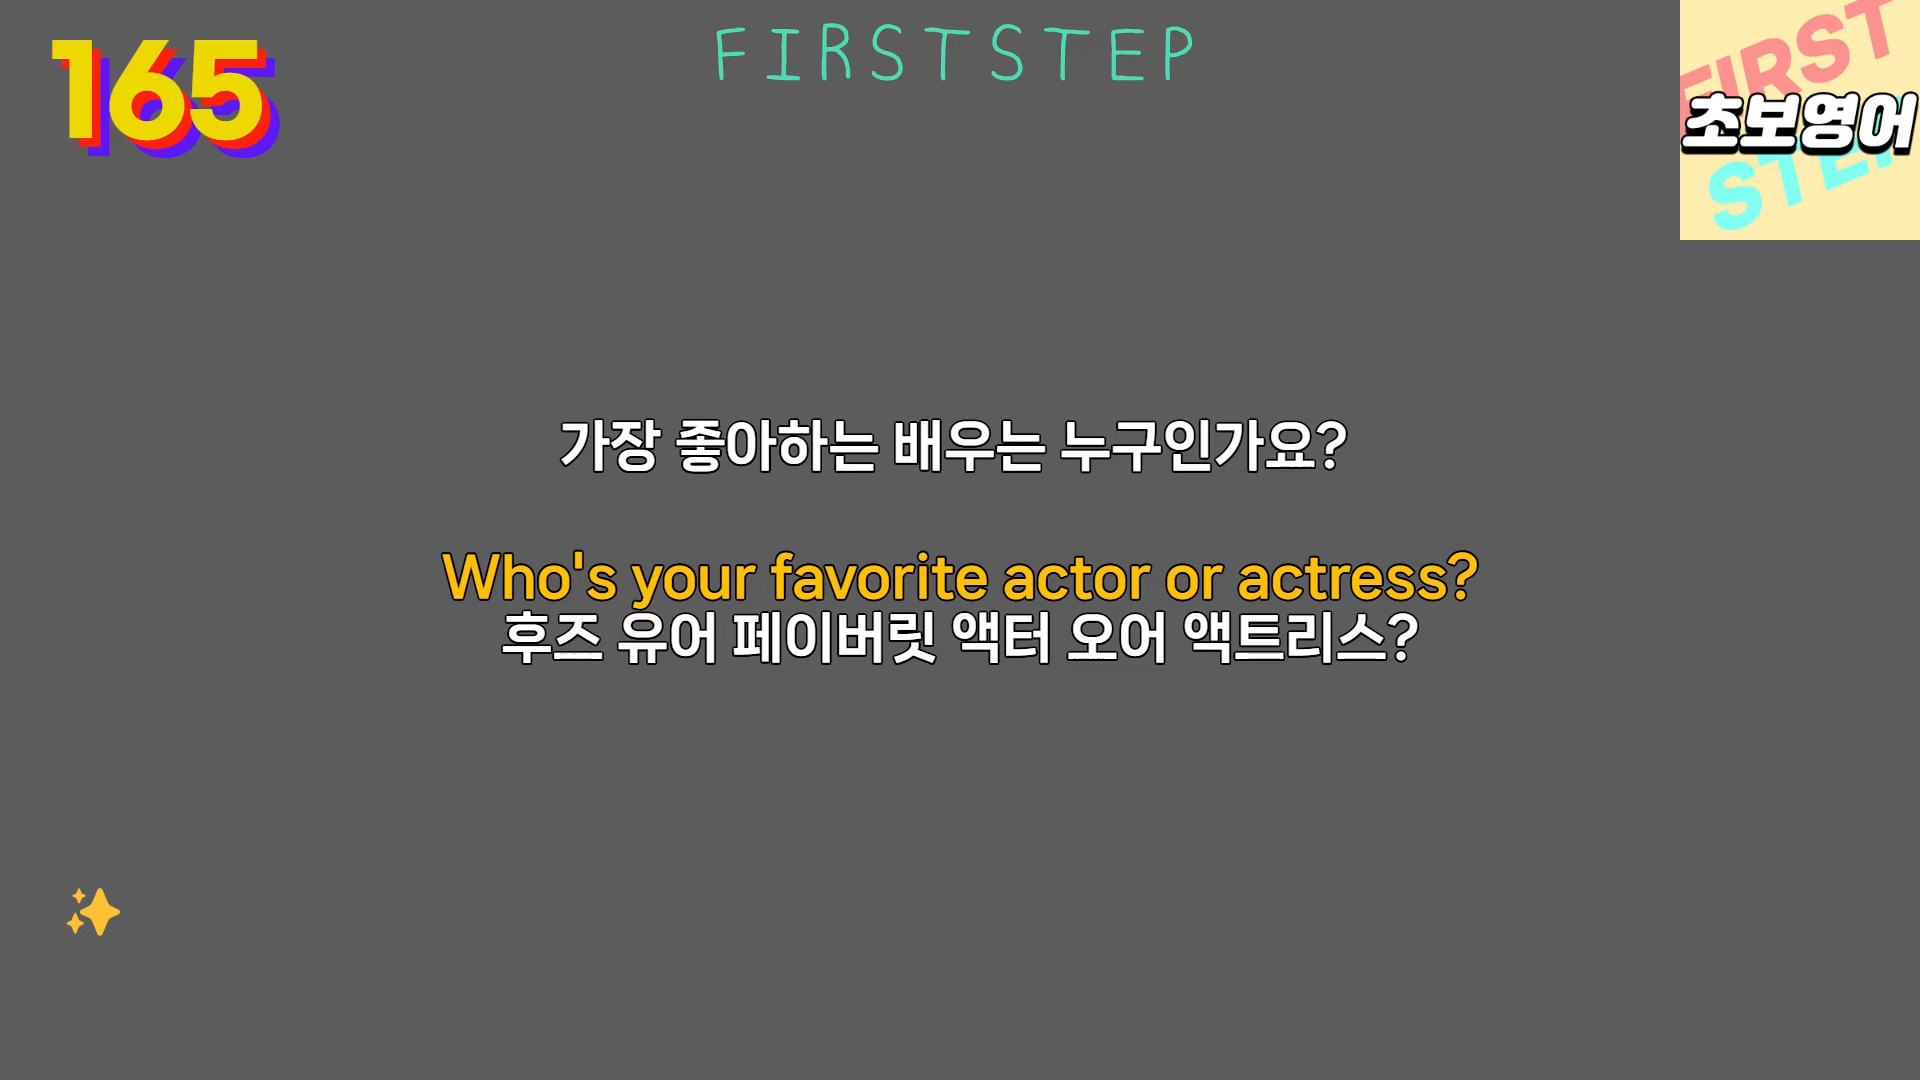 165
FIRSTSTEP
FIRST
초보영어
STEP
가장 좋아하는 배우는 누구인가요?
Who's your favorite actor or actress?
후즈 유어 페이버릿 액터 오어 액트리스?